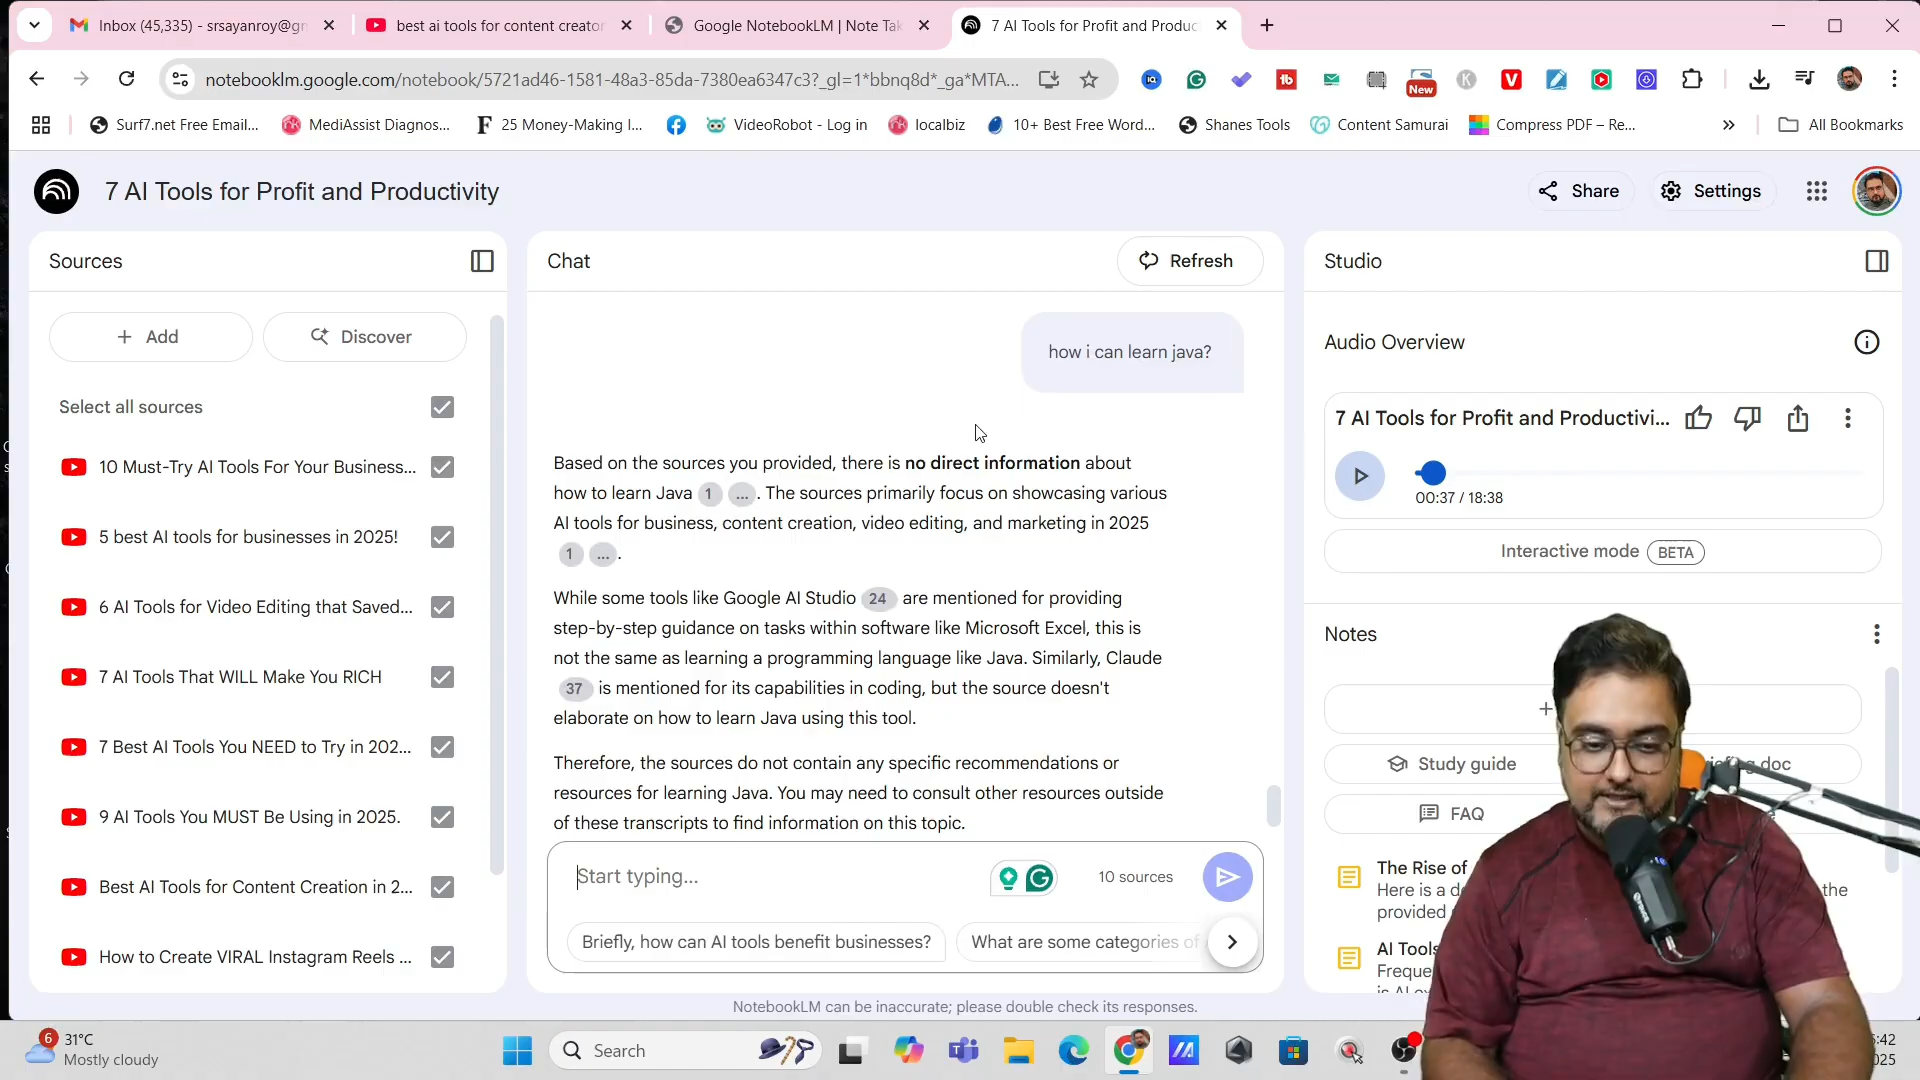 Inbox (45,335) - srsayanroy@gm
best ai tools for content creator
Google NotebookLM | Note Tak
7 AI Tools for Profit and Produc
notebooklm.google.com/notebook/5721ad46-1581-48a3-85da-7380ea6347c3?_gl=1*bbnq8d*_ga*MTA...
New
Surf7.net Free Email...
MediAssist Diagnos...
25 Money-Making I...
VideoRobot - Log in
localbiz
10+ Best Free Word...
Shanes Tools
Content Samurai
Compress PDF – Re...
All Bookmarks
7 AI Tools for Profit and Productivity
Share
Settings
Sources
Add
Discover
Select all sources
10 Must-Try AI Tools For Your Business...
5 best AI tools for businesses in 2025!
6 AI Tools for Video Editing that Saved...
7 AI Tools That WILL Make You RICH
7 Best AI Tools You NEED to Try in 202...
9 AI Tools You MUST Be Using in 2025.
Best AI Tools for Content Creation in 2...
How to Create VIRAL Instagram Reels ...
Chat
Refresh
how i can learn java?
Based on the sources you provided, there is no direct information about
how to learn Java 1 ... . The sources primarily focus on showcasing various
AI tools for business, content creation, video editing, and marketing in 2025
1 ... .
While some tools like Google AI Studio 24 are mentioned for providing
step-by-step guidance on tasks within software like Microsoft Excel, this is
not the same as learning a programming language like Java. Similarly, Claude
37 is mentioned for its capabilities in coding, but the source doesn't
elaborate on how to learn Java using this tool.
Therefore, the sources do not contain any specific recommendations or
resources for learning Java. You may need to consult other resources outside
of these transcripts to find information on this topic.
Start typing...
10 sources
Briefly, how can AI tools benefit businesses?
What are some categories of
NotebookLM can be inaccurate; please double check its responses.
Studio
Audio Overview
7 AI Tools for Profit and Productivi...
00:37 / 18:38
Interactive mode BETA
Notes
Study guide
doc
FAQ
The Rise of
Here is a d
the
provided
AI Tools
Freque
6
31°C
Mostly cloudy
Search
:42
025